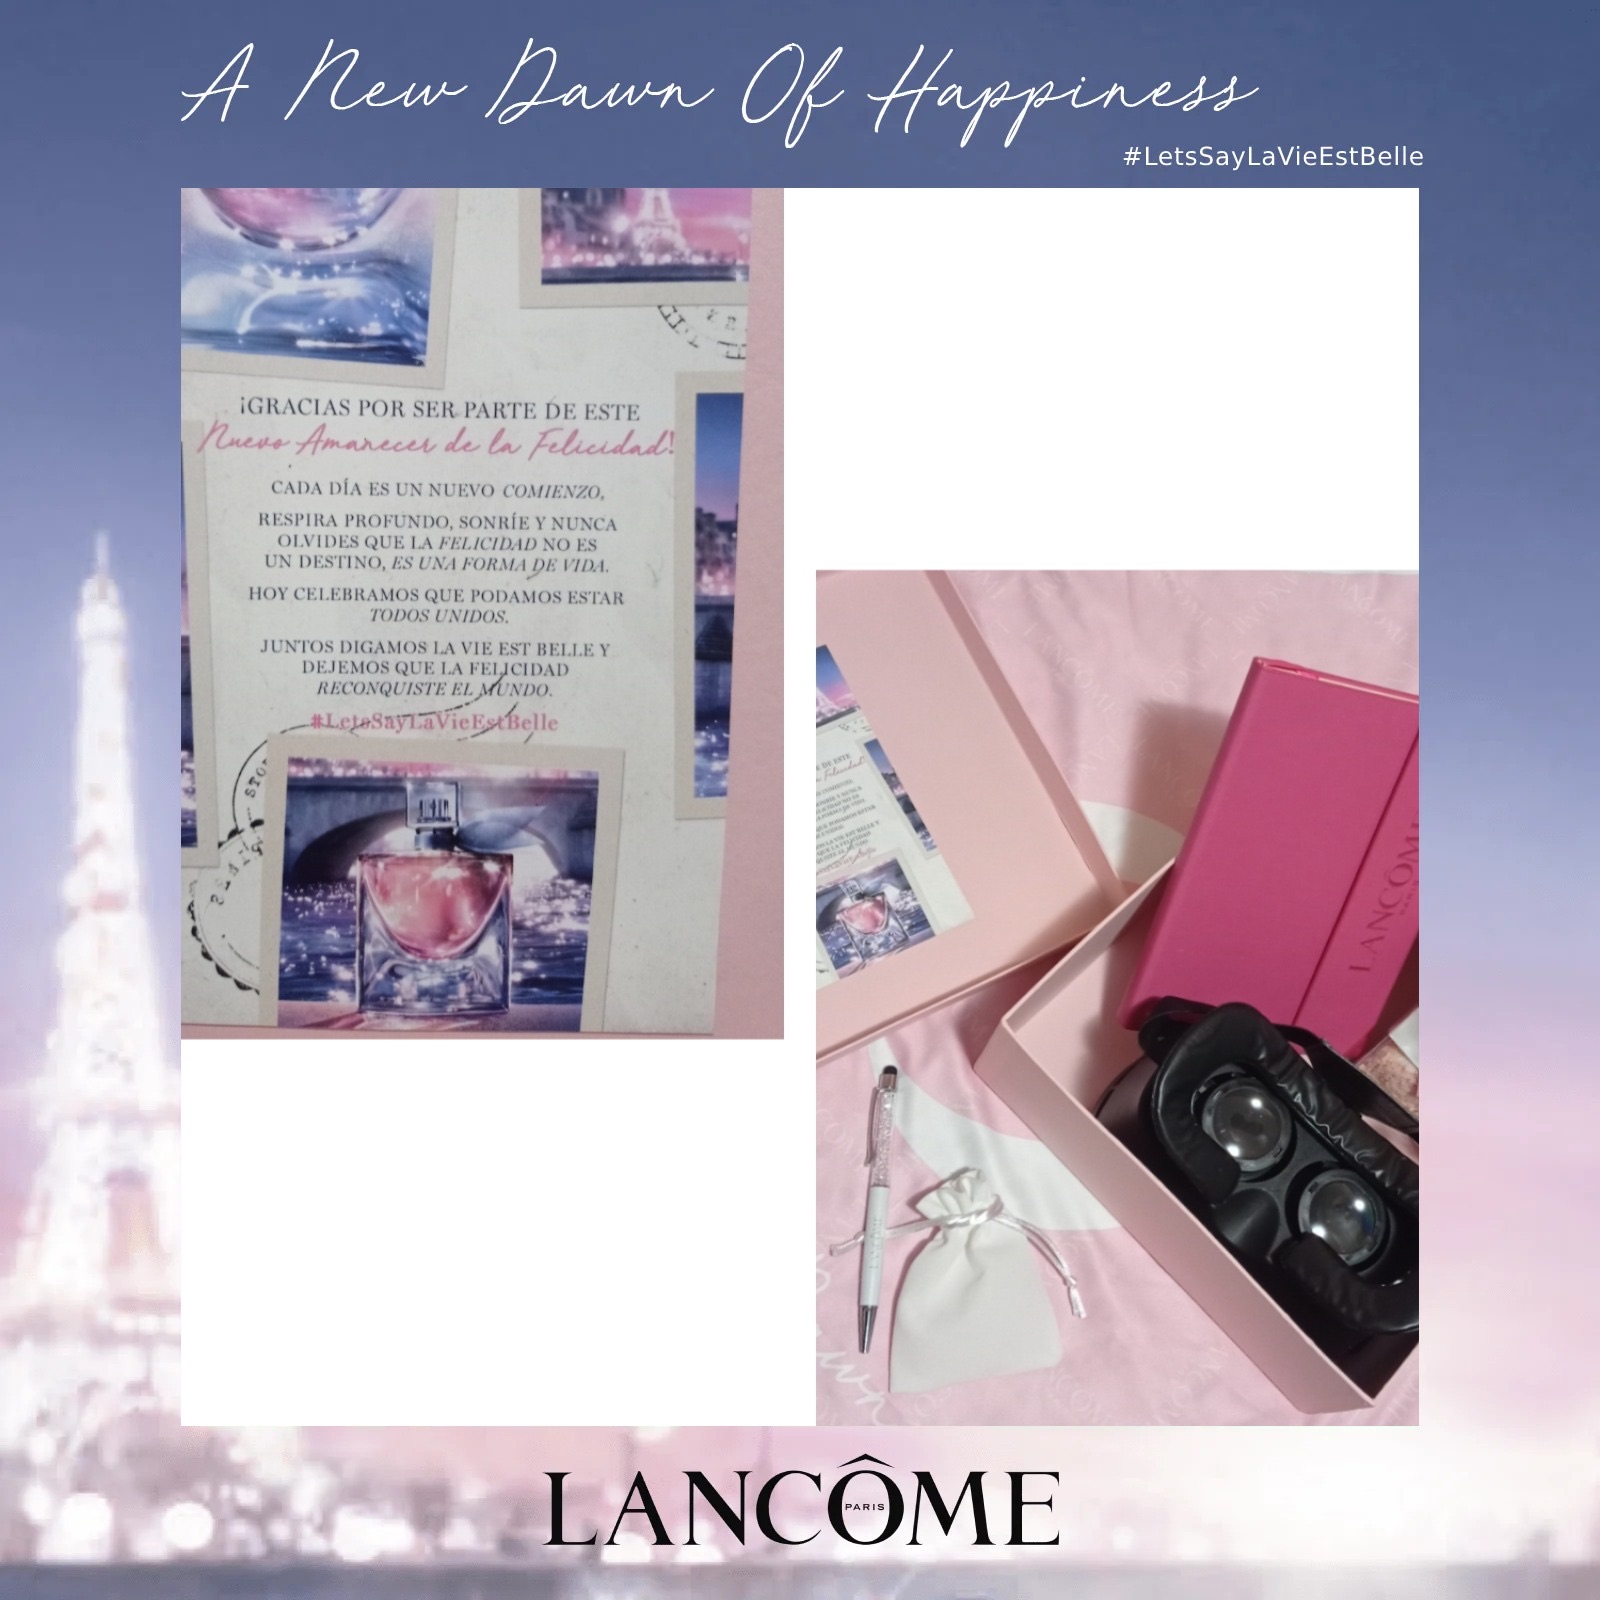 A New Dawn Of Happiness
#LetsSayLaVieEstBelle
¡GRACIAS POR SER PARTE DE ESTE
Nuevo Amanecer de la Felicidad!
CADA DÍA ES UN NUEVO COMIENZO,
RESPIRA PROFUNDO, SONRÍE Y NUNCA
OLVIDES QUE LA FELICIDAD NO ES
UN DESTINO, ES UNA FORMA DE VIDA.
HOY CELEBRAMOS QUE PODAMOS ESTAR
TODOS UNIDOS.
JUNTOS DIGAMOS LA VIE EST BELLE Y
DEJEMOS QUE LA FELICIDAD
RECONQUISTE EL MUNDO.
#LetsSayLaVieEstBelle
LANCÔME
LANCÔME
LANCÔME
PARIS